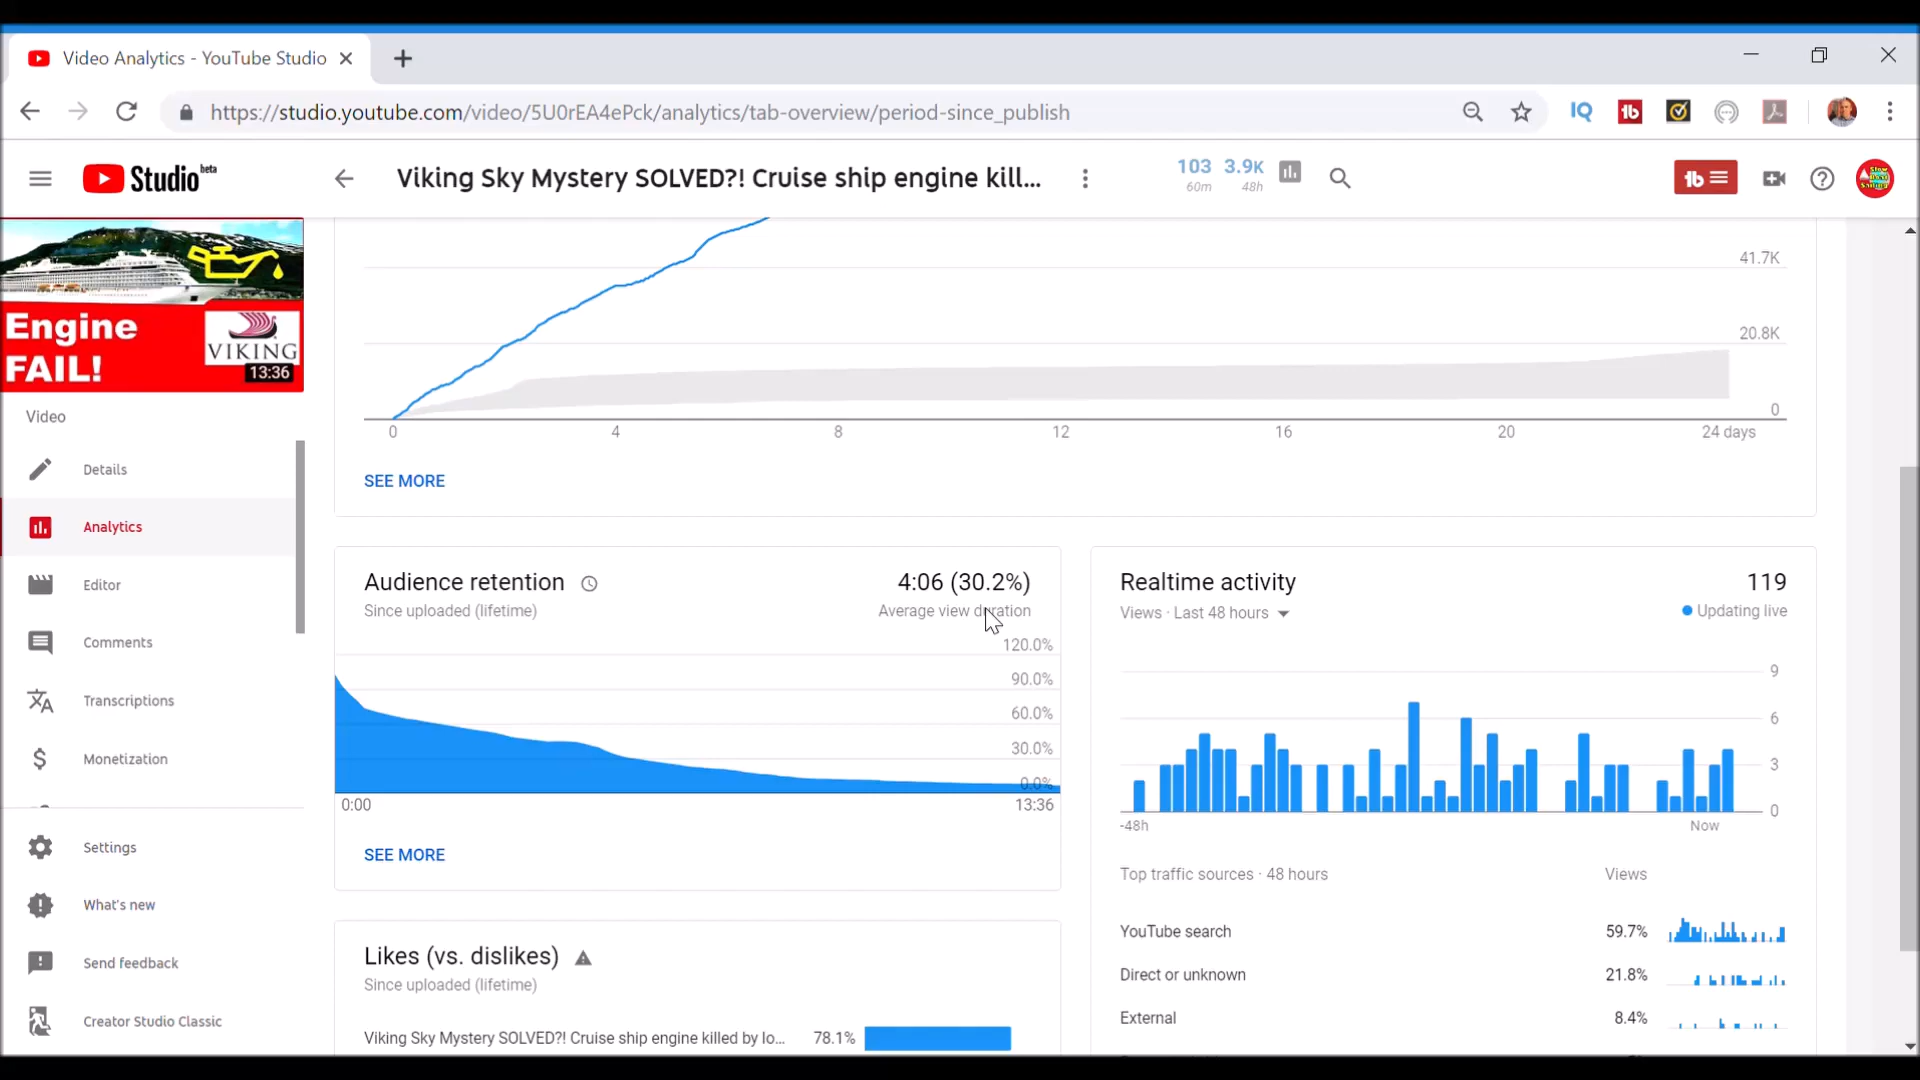 Video Analytics - YouTube Studio
https://studio.youtube.com/video/5U0rEA4ePck/analytics/tab-overview/period-since_publish
IQ
tb
Studio beta
Viking Sky Mystery SOLVED?! Cruise ship engine kill...
103 3.9K
60m 48h
tb
Engine
FAIL!
VIKING
13:36
Video
Details
Analytics
Editor
Comments
Transcriptions
Monetization
Settings
What's new
Send feedback
Creator Studio Classic
41.7K
20.8K
0
0 4 8 12 16 20 24 days
SEE MORE
Audience retention
4:06 (30.2%)
Since uploaded (lifetime)
Average view duration
120.0%
90.0%
60.0%
30.0%
0.0%
0:00 13:36
SEE MORE
Likes (vs. dislikes)
Since uploaded (lifetime)
Viking Sky Mystery SOLVED?! Cruise ship engine killed by lo... 78.1%
Realtime activity
119
Views · Last 48 hours
Updating live
9
6
3
0
-48h Now
Top traffic sources · 48 hours Views
YouTube search 59.7%
Direct or unknown 21.8%
External 8.4%